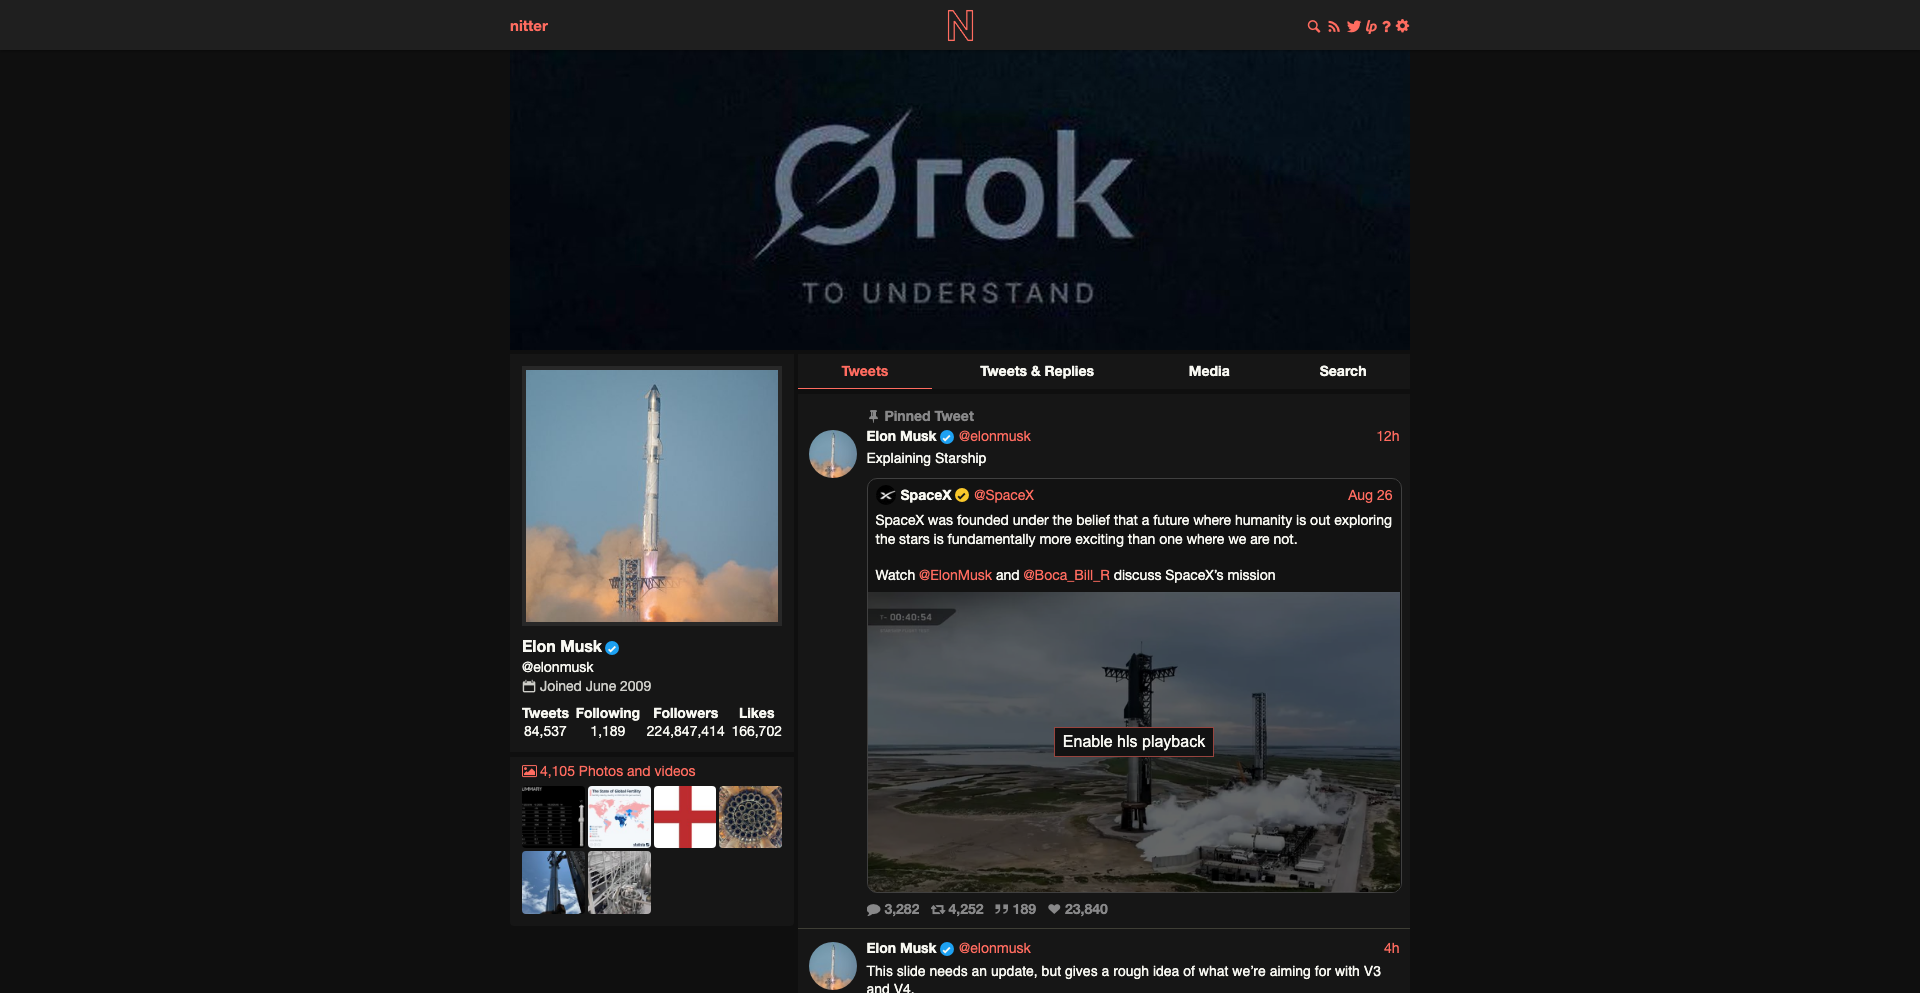 nitter
Grok
TO UNDERSTAND
Tweets
Tweets & Replies
Media
Search
Elon Musk
@elonmusk
Joined June 2009
Tweets Following Followers Likes
84,537 1,189 224,847,414 166,702
4,105 Photos and videos
The State of Global Fertility
Pinned Tweet
Elon Musk @elonmusk 12h
Explaining Starship
SpaceX @SpaceX Aug 26
SpaceX was founded under the belief that a future where humanity is out exploring
the stars is fundamentally more exciting than one where we are not.
Watch @ElonMusk and @Boca_Bill_R discuss SpaceX’s mission
T- 00:40:54
Enable hls playback
3,282 4,252 189 23,840
Elon Musk @elonmusk 4h
This slide needs an update, but gives a rough idea of what we’re aiming for with V3
and V4.